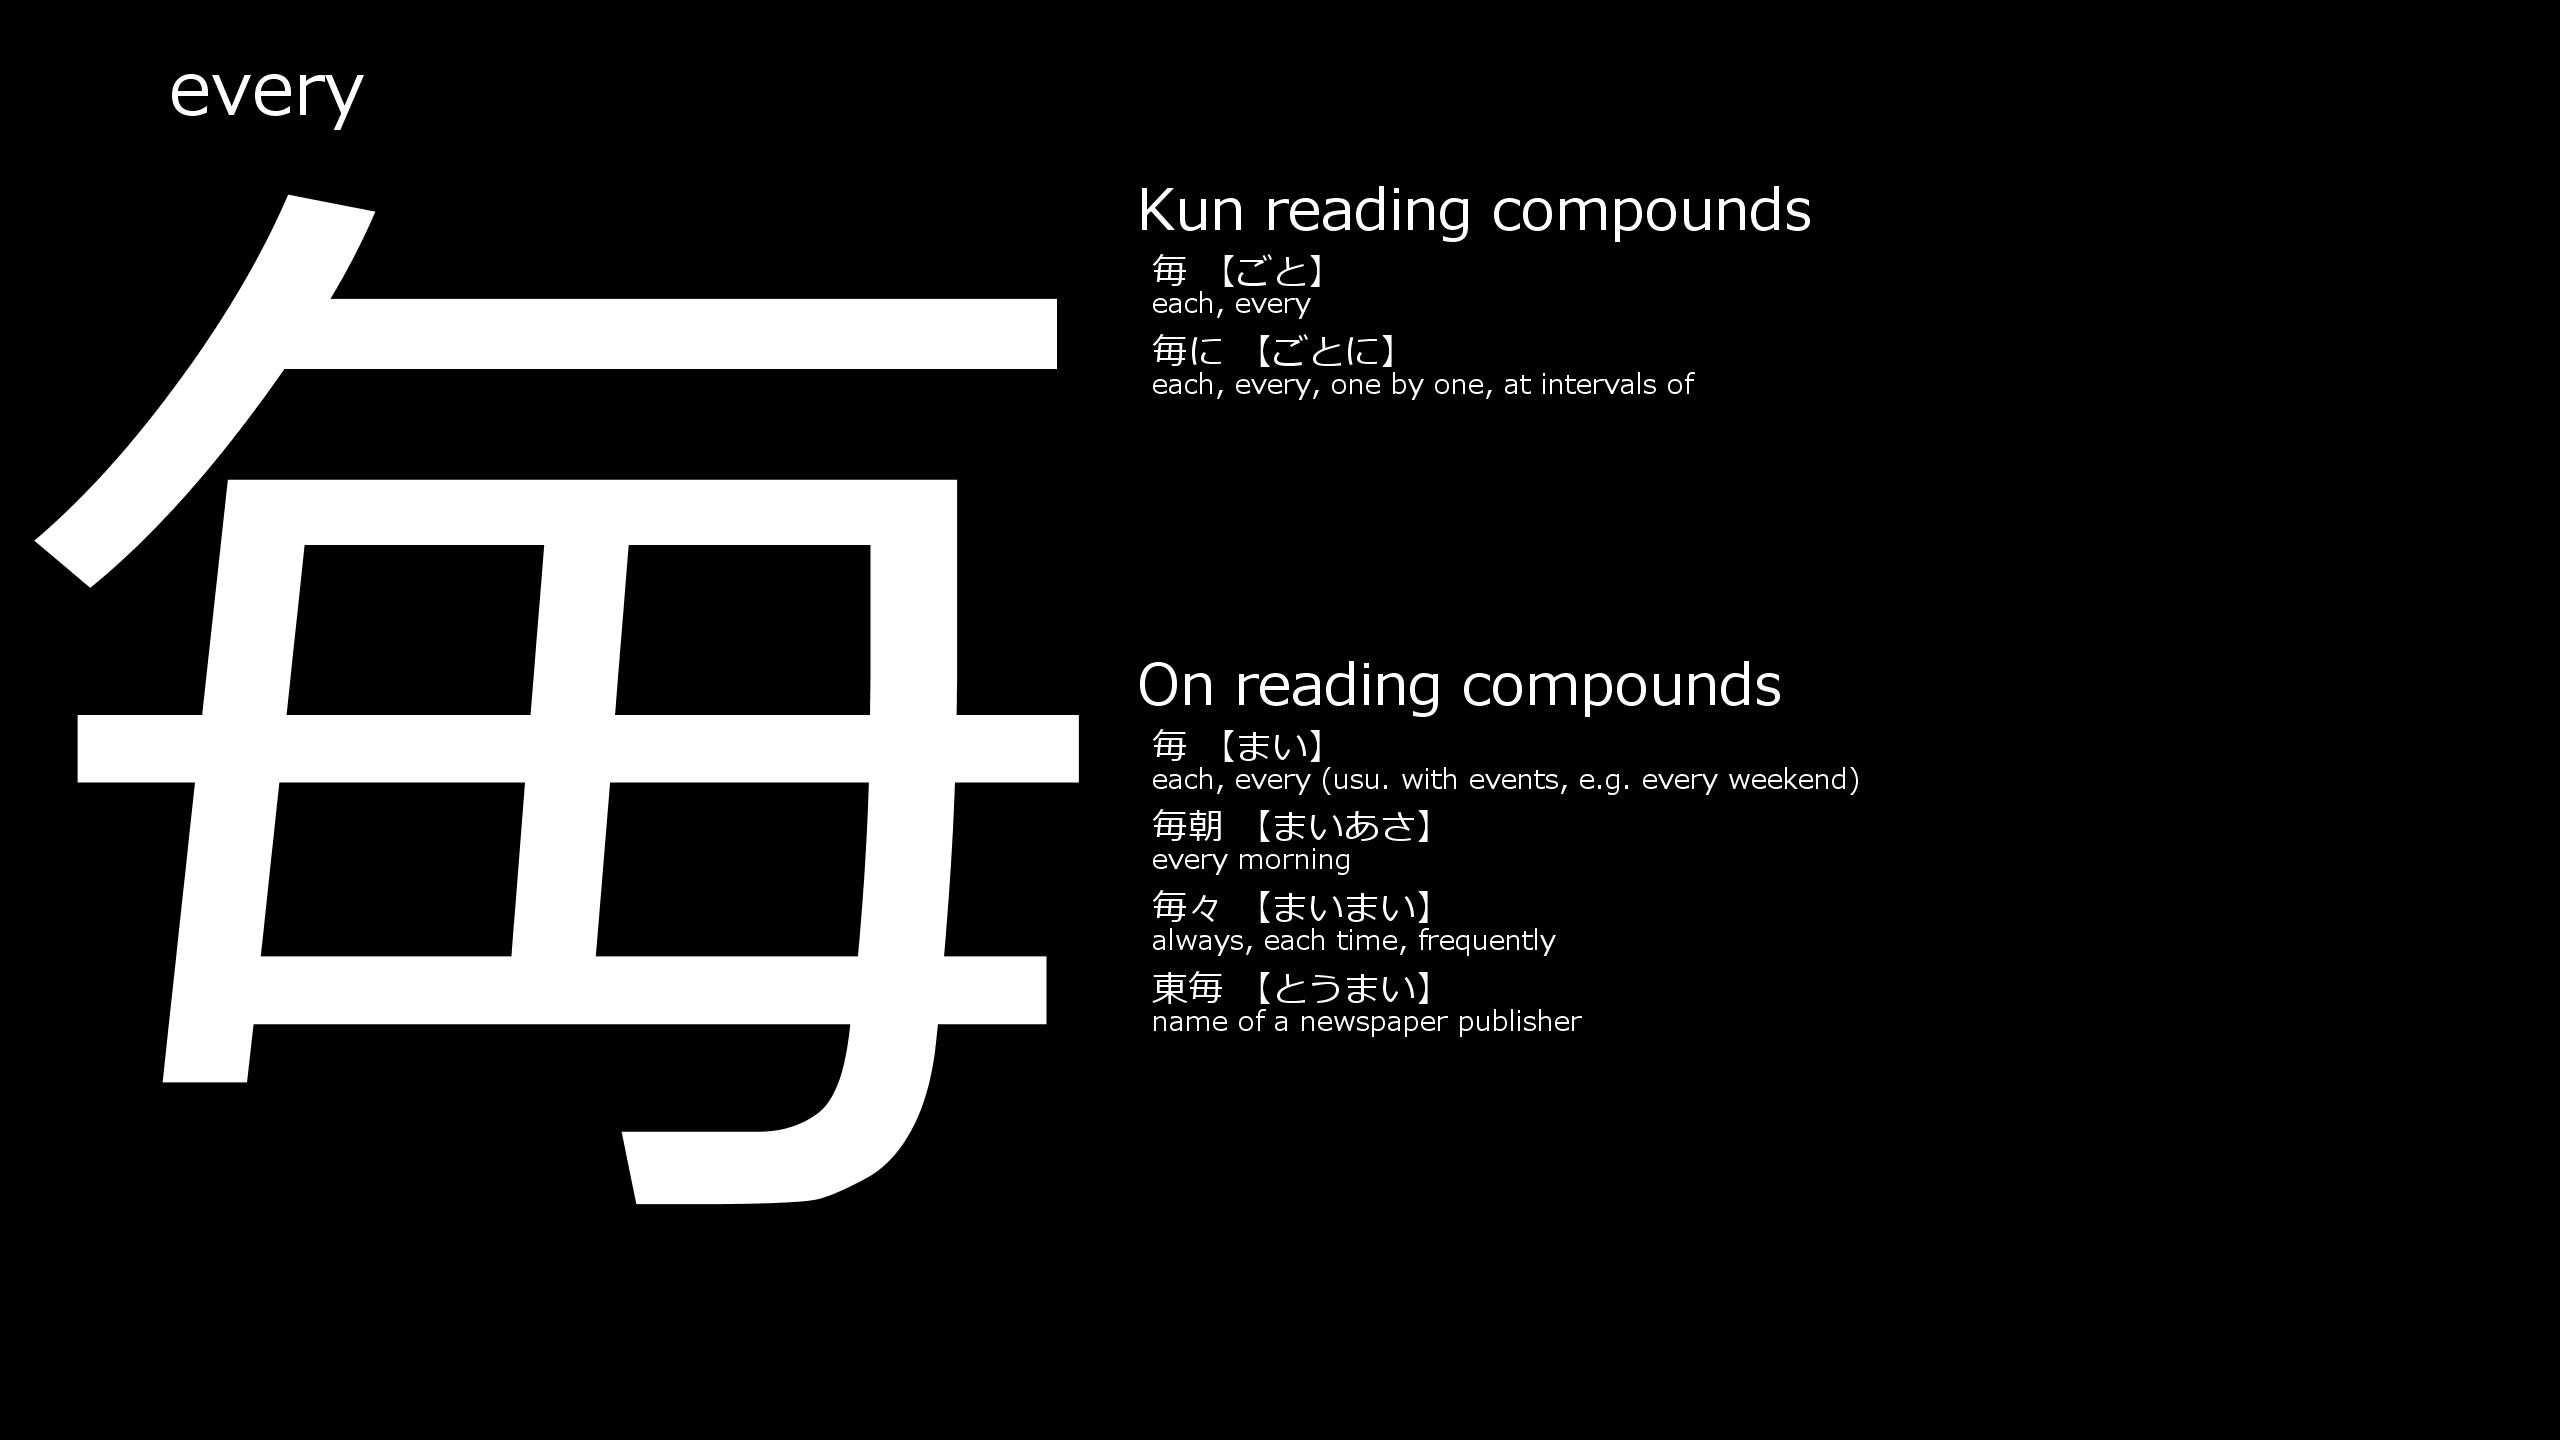 every
毎
Kun reading compounds
毎 【ごと】
each, every
毎に 【ごとに】
each, every, one by one, at intervals of
On reading compounds
毎 【まい】
each, every (usu. with events, e.g. every weekend)
毎朝 【まいあさ】
every morning
毎々 【まいまい】
always, each time, frequently
東毎 【とうまい】
name of a newspaper publisher